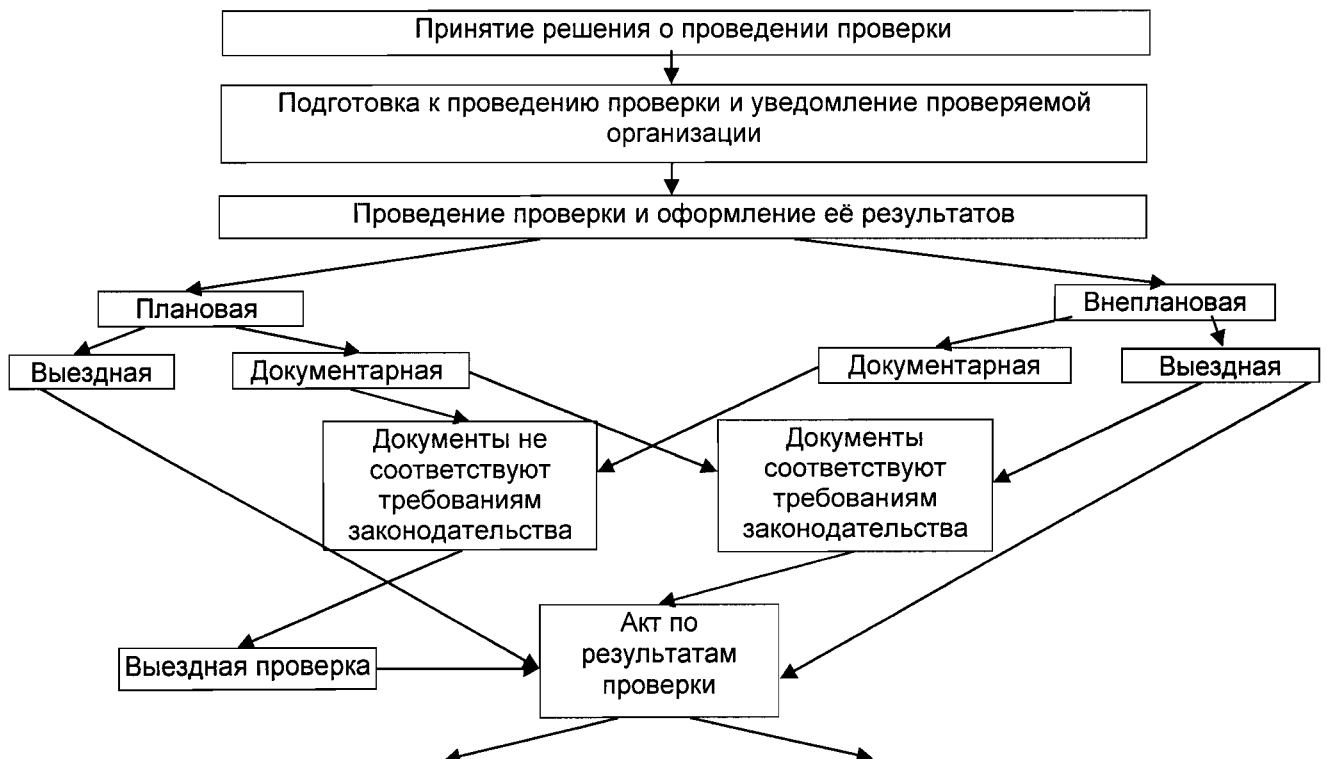 Принятие решения о проведении проверки
Подготовка к проведению проверки и уведомление проверяемой
организации
Проведение проверки и оформление её результатов
Плановая
Внеплановая
Выездная
Документарная
Документарная
Выездная
Документы не
соответствуют
требованиям
законодательства
Документы
соответствуют
требованиям
законодательства
Выездная проверка
Акт по
результатам
проверки